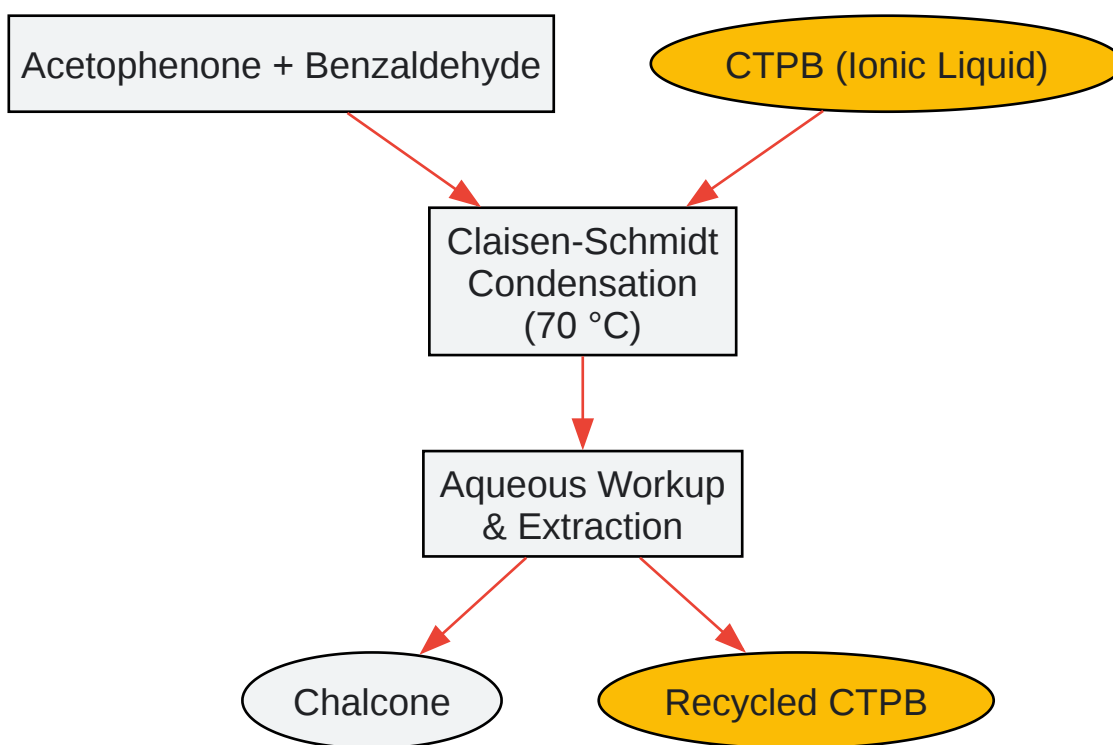 Acetophenone + Benzaldehyde
CTPB (Ionic Liquid)
Claisen-Schmidt
Condensation
(70 °C)
Aqueous Workup
& Extraction
Chalcone
Recycled CTPB